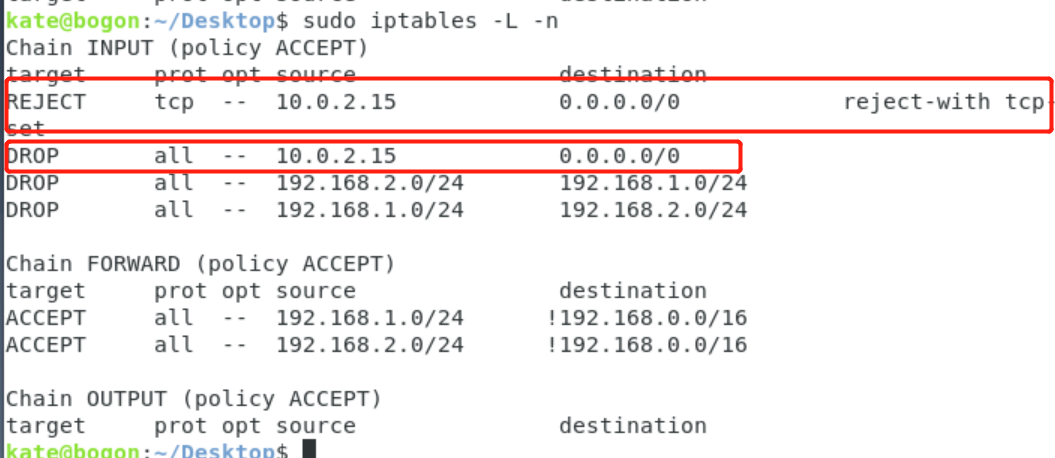 kate@bogon:~/Desktop$ sudo iptables -L -n
Chain INPUT (policy ACCEPT)
target prot opt source destination
REJECT tcp -- 10.0.2.15 0.0.0.0/0 reject-with tcp-
set
DROP all -- 10.0.2.15 0.0.0.0/0
DROP all -- 192.168.2.0/24 192.168.1.0/24
DROP all -- 192.168.1.0/24 192.168.2.0/24
Chain FORWARD (policy ACCEPT)
target prot opt source destination
ACCEPT all -- 192.168.1.0/24 !192.168.0.0/16
ACCEPT all -- 192.168.2.0/24 !192.168.0.0/16
Chain OUTPUT (policy ACCEPT)
target prot opt source destination
kate@bogon:~/Desktop$